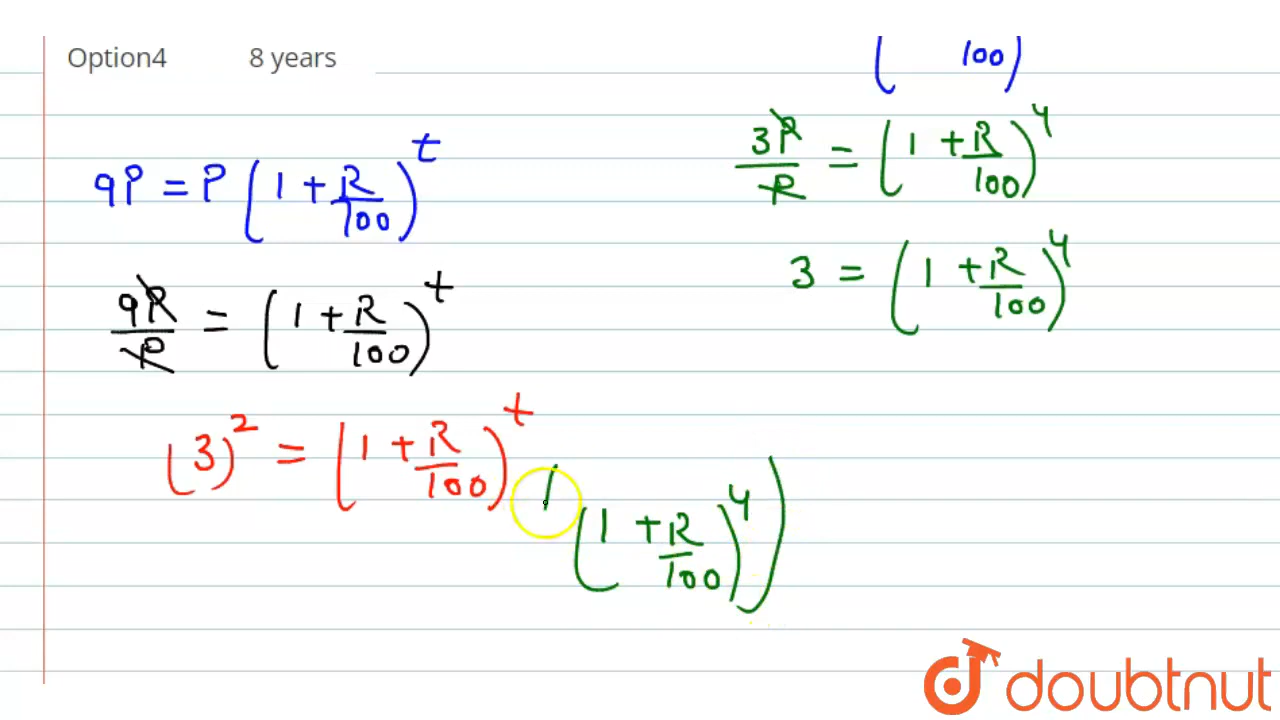 Option4 8 years
100)
9P = P (1 + R/100)^t
9P/P = (1 + R/100)^t
(3)^2 = (1 + R/100)^t
(1 + R/100)^4)
3P/P = (1 + R/100)^4
3 = (1 + R/100)^4
doubtnut